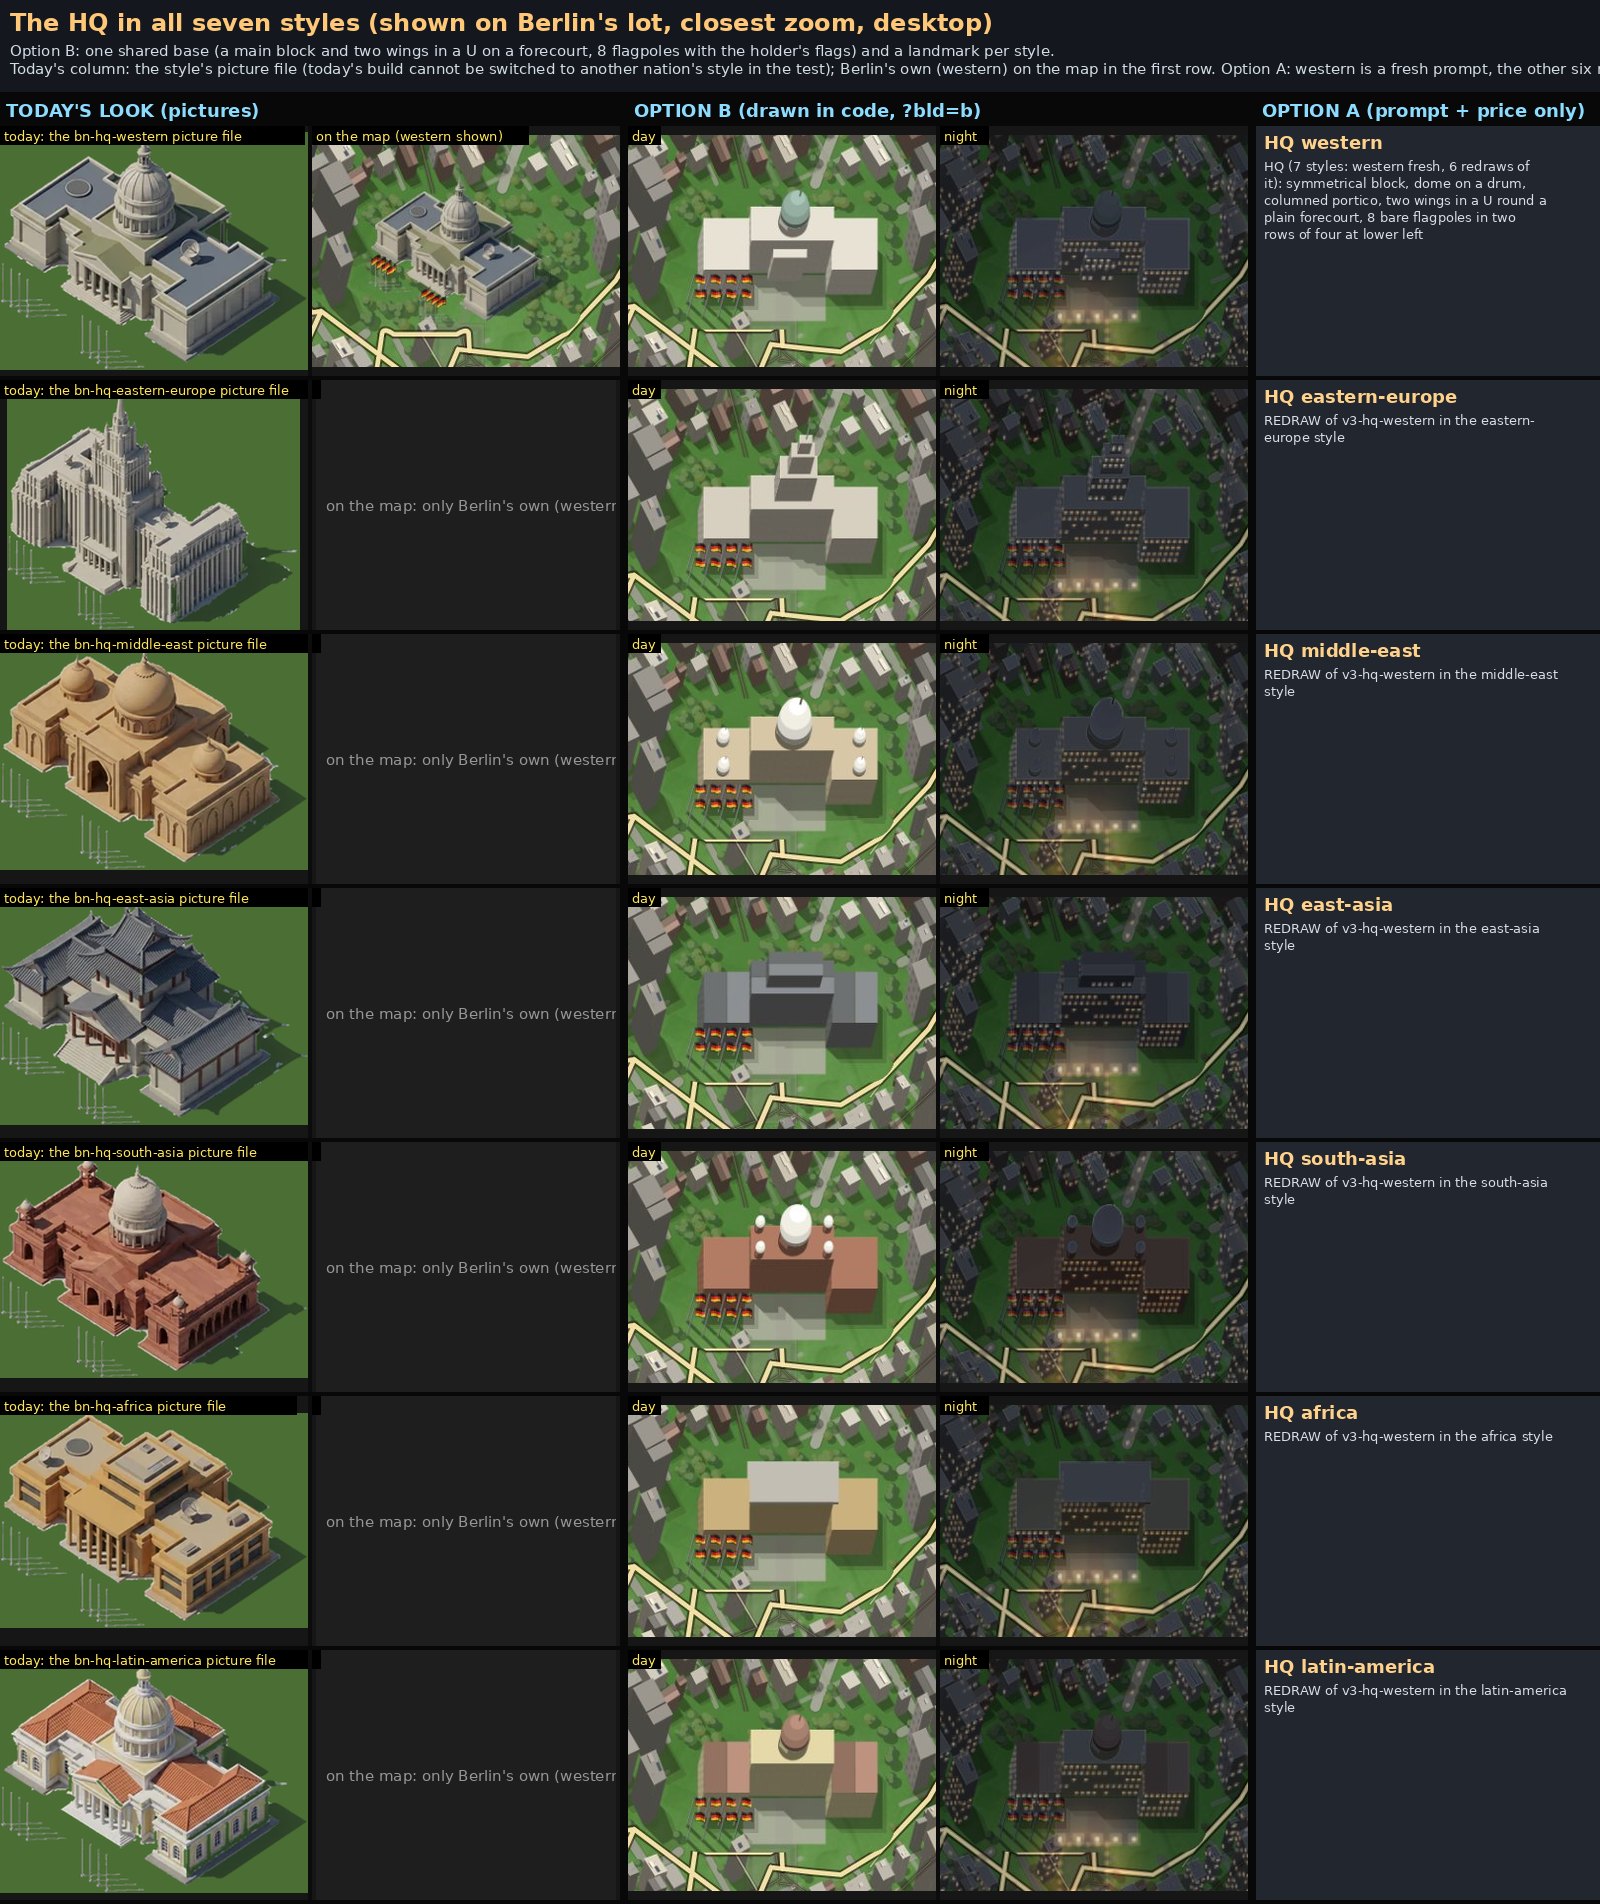 The HQ in all seven styles (shown on Berlin's lot, closest zoom, desktop)
Option B: one shared base (a main block and two wings in a U on a forecourt, 8 flagpoles with the holder's flags) and a landmark per style.
Today's column: the style's picture file (today's build cannot be switched to another nation's style in the test); Berlin's own (western) on the map in the first row. Option A: western is a fresh prompt, the other six
TODAY'S LOOK (pictures)
OPTION B (drawn in code, ?bld=b)
OPTION A (prompt + price only)
today: the bn-hq-western picture file
on the map (western shown)
day
night
HQ western
HQ (7 styles: western fresh, 6 redraws of
it): symmetrical block, dome on a drum,
columned portico, two wings in a U round a
plain forecourt, 8 bare flagpoles in two
rows of four at lower left
today: the bn-hq-eastern-europe picture file
on the map: only Berlin's own (western
day
night
HQ eastern-europe
REDRAW of v3-hq-western in the eastern-
europe style
today: the bn-hq-middle-east picture file
on the map: only Berlin's own (western
day
night
HQ middle-east
REDRAW of v3-hq-western in the middle-east
style
today: the bn-hq-east-asia picture file
on the map: only Berlin's own (western
day
night
HQ east-asia
REDRAW of v3-hq-western in the east-asia
style
today: the bn-hq-south-asia picture file
on the map: only Berlin's own (western
day
night
HQ south-asia
REDRAW of v3-hq-western in the south-asia
style
today: the bn-hq-africa picture file
on the map: only Berlin's own (western
day
night
HQ africa
REDRAW of v3-hq-western in the africa style
today: the bn-hq-latin-america picture file
on the map: only Berlin's own (western
day
night
HQ latin-america
REDRAW of v3-hq-western in the latin-america
style